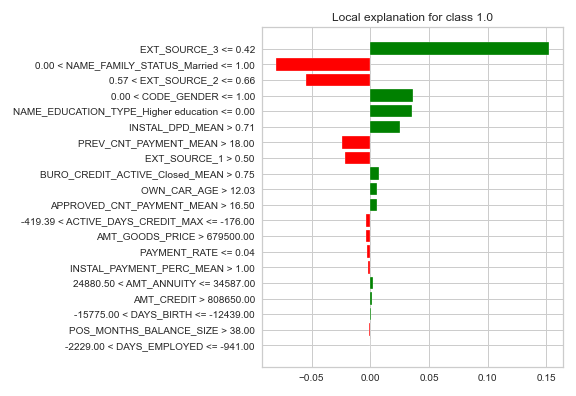 Local explanation for class 1.0
EXT_SOURCE_3 <= 0.42
0.00 < NAME_FAMILY_STATUS_Married <= 1.00
0.57 < EXT_SOURCE_2 <= 0.66
0.00 < CODE_GENDER <= 1.00
NAME_EDUCATION_TYPE_Higher education <= 0.00
INSTAL_DPD_MEAN > 0.71
PREV_CNT_PAYMENT_MEAN > 18.00
EXT_SOURCE_1 > 0.50
BURO_CREDIT_ACTIVE_Closed_MEAN > 0.75
OWN_CAR_AGE > 12.03
APPROVED_CNT_PAYMENT_MEAN > 16.50
-419.39 < ACTIVE_DAYS_CREDIT_MAX <= -176.00
AMT_GOODS_PRICE > 679500.00
PAYMENT_RATE <= 0.04
INSTAL_PAYMENT_PERC_MEAN > 1.00
24880.50 < AMT_ANNUITY <= 34587.00
AMT_CREDIT > 808650.00
-15775.00 < DAYS_BIRTH <= -12439.00
POS_MONTHS_BALANCE_SIZE > 38.00
-2229.00 < DAYS_EMPLOYED <= -941.00
−0.05 0.00 0.05 0.10 0.15